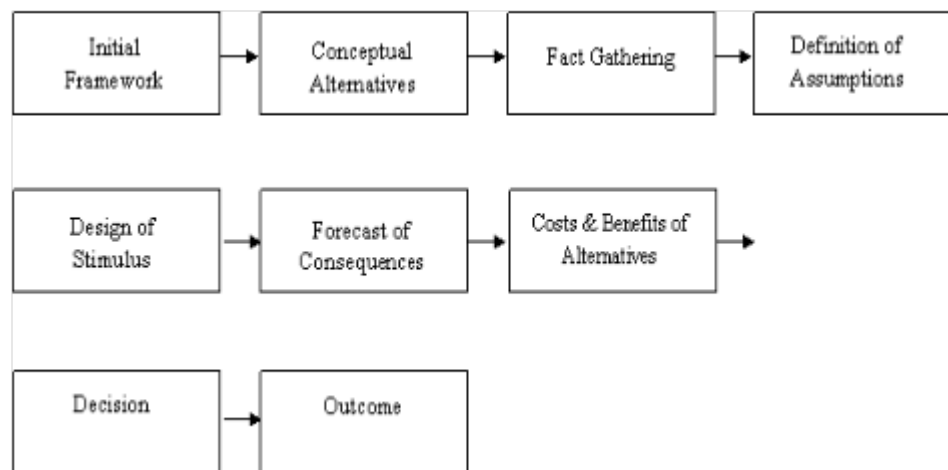 Initial
Framework
Conceptual
Alternatives
Fact Gathering
Definition of
Assumptions
Design of
Stimulus
Forecast of
Consequences
Costs & Benefits of
Alternatives
Decision
Outcome